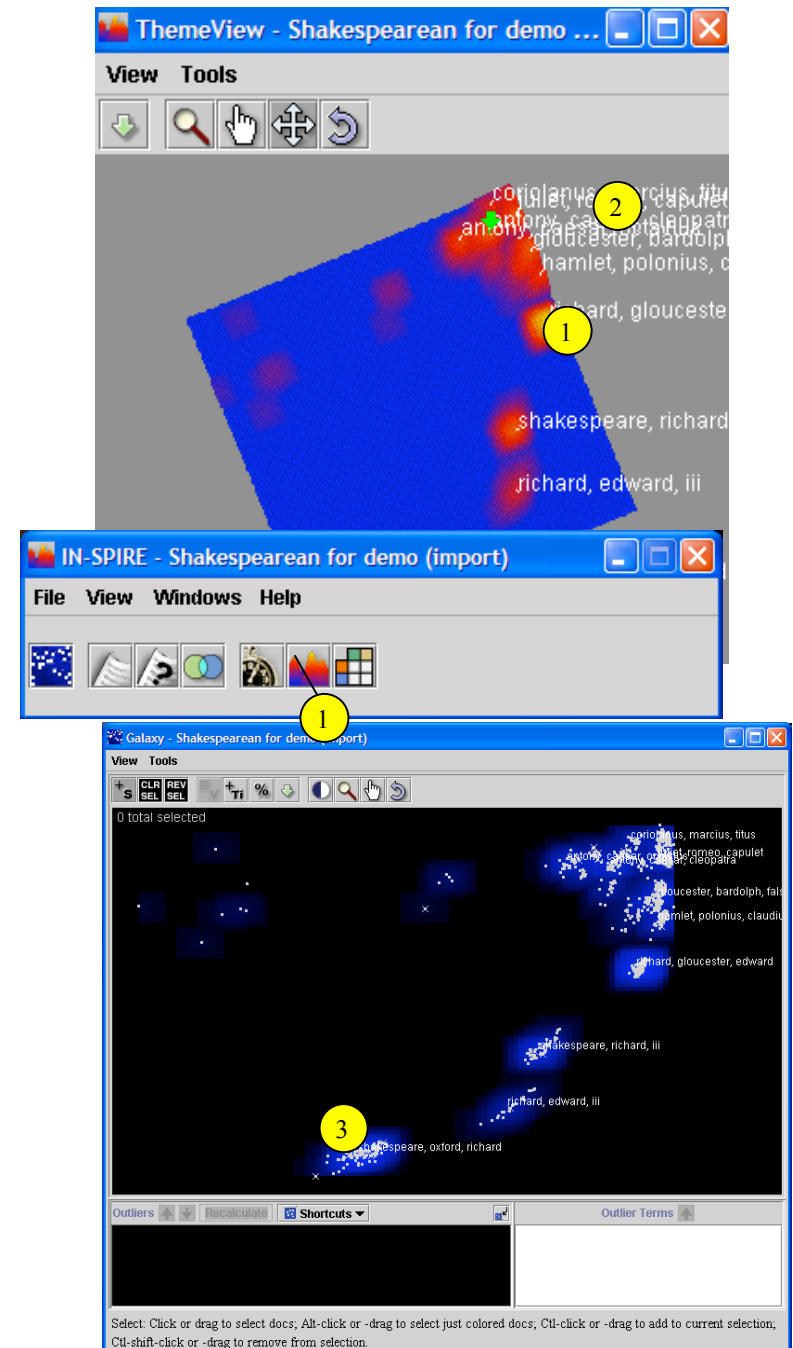 ThemeView - Shakespearean for demo ...
View Tools
coriolanus, marcius, titu
juliet, capulet
2
antony, cleopatr
gloucester, bardolpl
hamlet, polonius, c
richard, glouceste
1
shakespeare, richard
richard, edward, iii
IN-SPIRE - Shakespearean for demo (import)
File View Windows Help
?
1
Galaxy - Shakespearean for demo (import)
View Tools
+S CLR SEL REV SEL V +Ti %
0 total selected
coriolanus, marcius, titus
juliet, romeo, capulet
antony, caesar,
antony, caesar, cleopatra
gloucester, bardolph, fals
hamlet, polonius, claudiu
richard, gloucester, edward
shakespeare, richard, iii
richard, edward, iii
3
shakespeare, oxford, richard
Outliers Recalculate Shortcuts Outlier Terms
Select: Click or drag to select docs; Alt-click or -drag to select just colored docs; Ctl-click or -drag to add to current selection;
Ctl-shift-click or -drag to remove from selection.